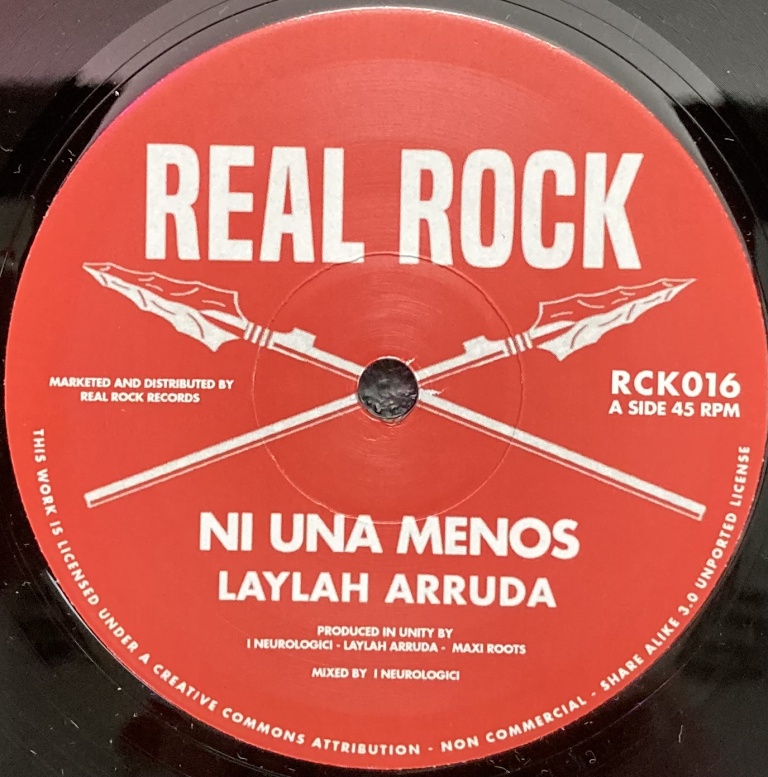 REAL ROCK
MARKETED AND DISTRIBUTED BY
REAL ROCK RECORDS
RCK016
A SIDE 45 RPM
NI UNA MENOS
LAYLAH ARRUDA
PRODUCED IN UNITY BY
I NEUROLOGICI - LAYLAH ARRUDA - MAXI ROOTS
MIXED BY I NEUROLOGICI
THIS WORK IS LICENSED UNDER A CREATIVE COMMONS ATTRIBUTION - NON COMMERCIAL - SHARE ALIKE 3.0 UNPORTED LICENSE